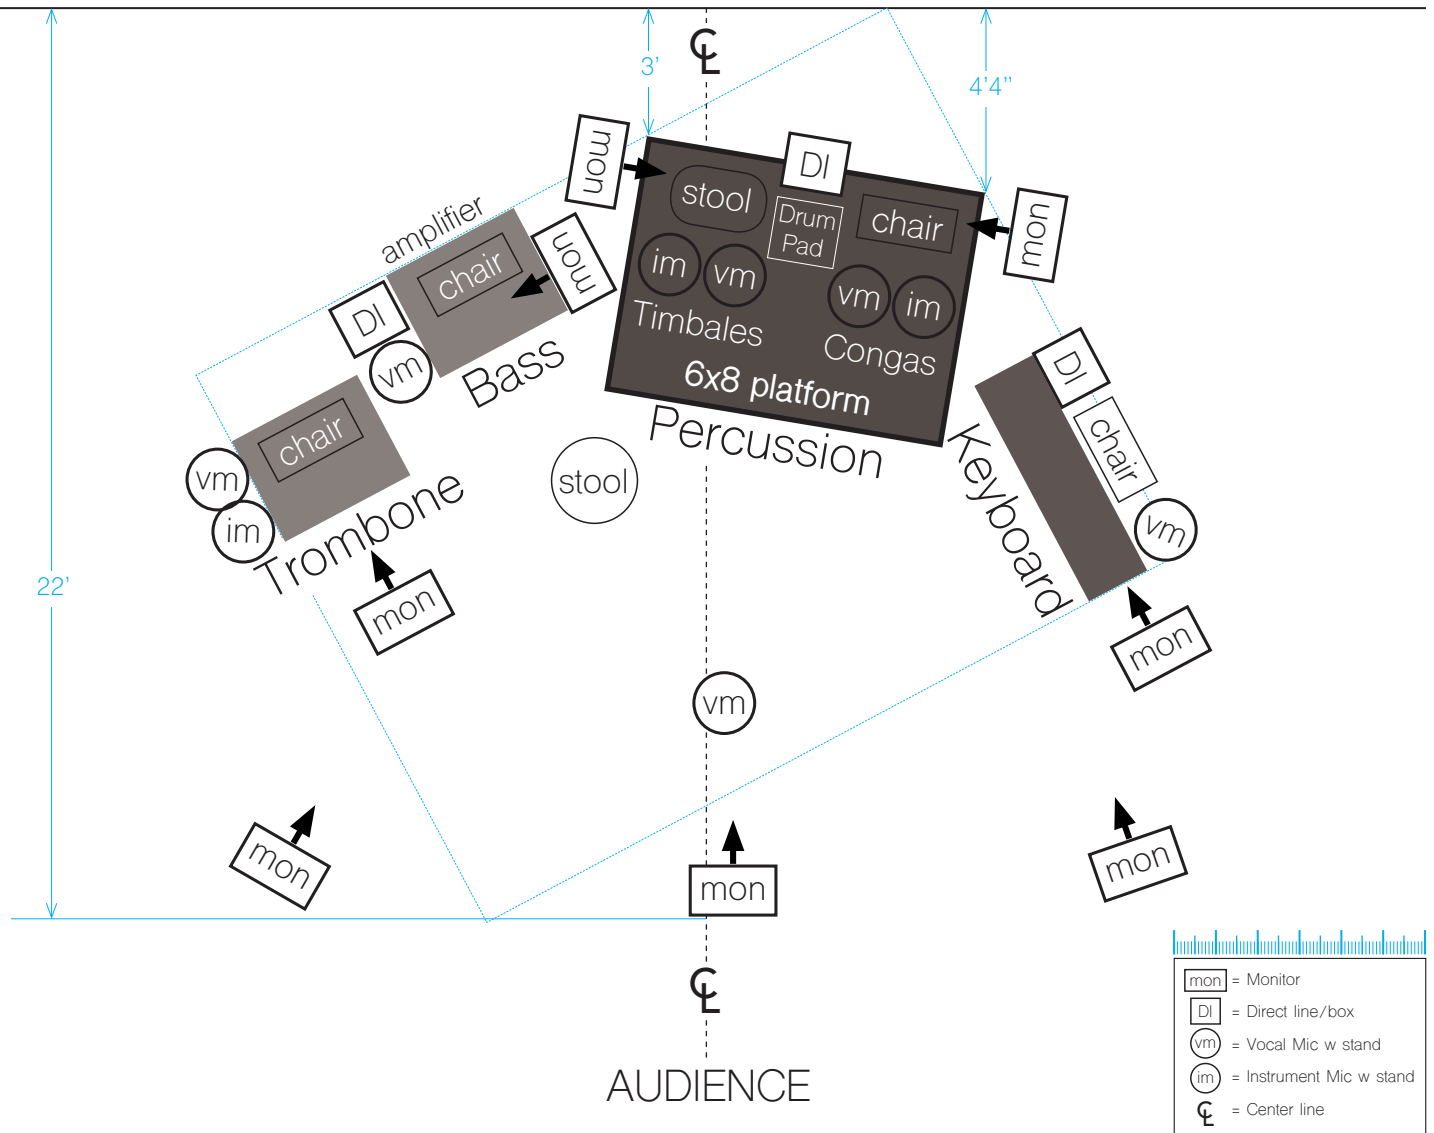 ℄
3'
4'4''
mon
DI
stool
Drum
Pad
chair
mon
amplifier
chair
mon
im
vm
vm
im
Timbales
Congas
DI
vm
Bass
6x8 platform
Percussion
DI
chair
Keyboard
vm
chair
vm
im
Trombone
stool
22'
mon
mon
vm
mon
mon
mon
℄
AUDIENCE
mon = Monitor
DI = Direct line/box
vm = Vocal Mic w stand
im = Instrument Mic w stand
℄ = Center line